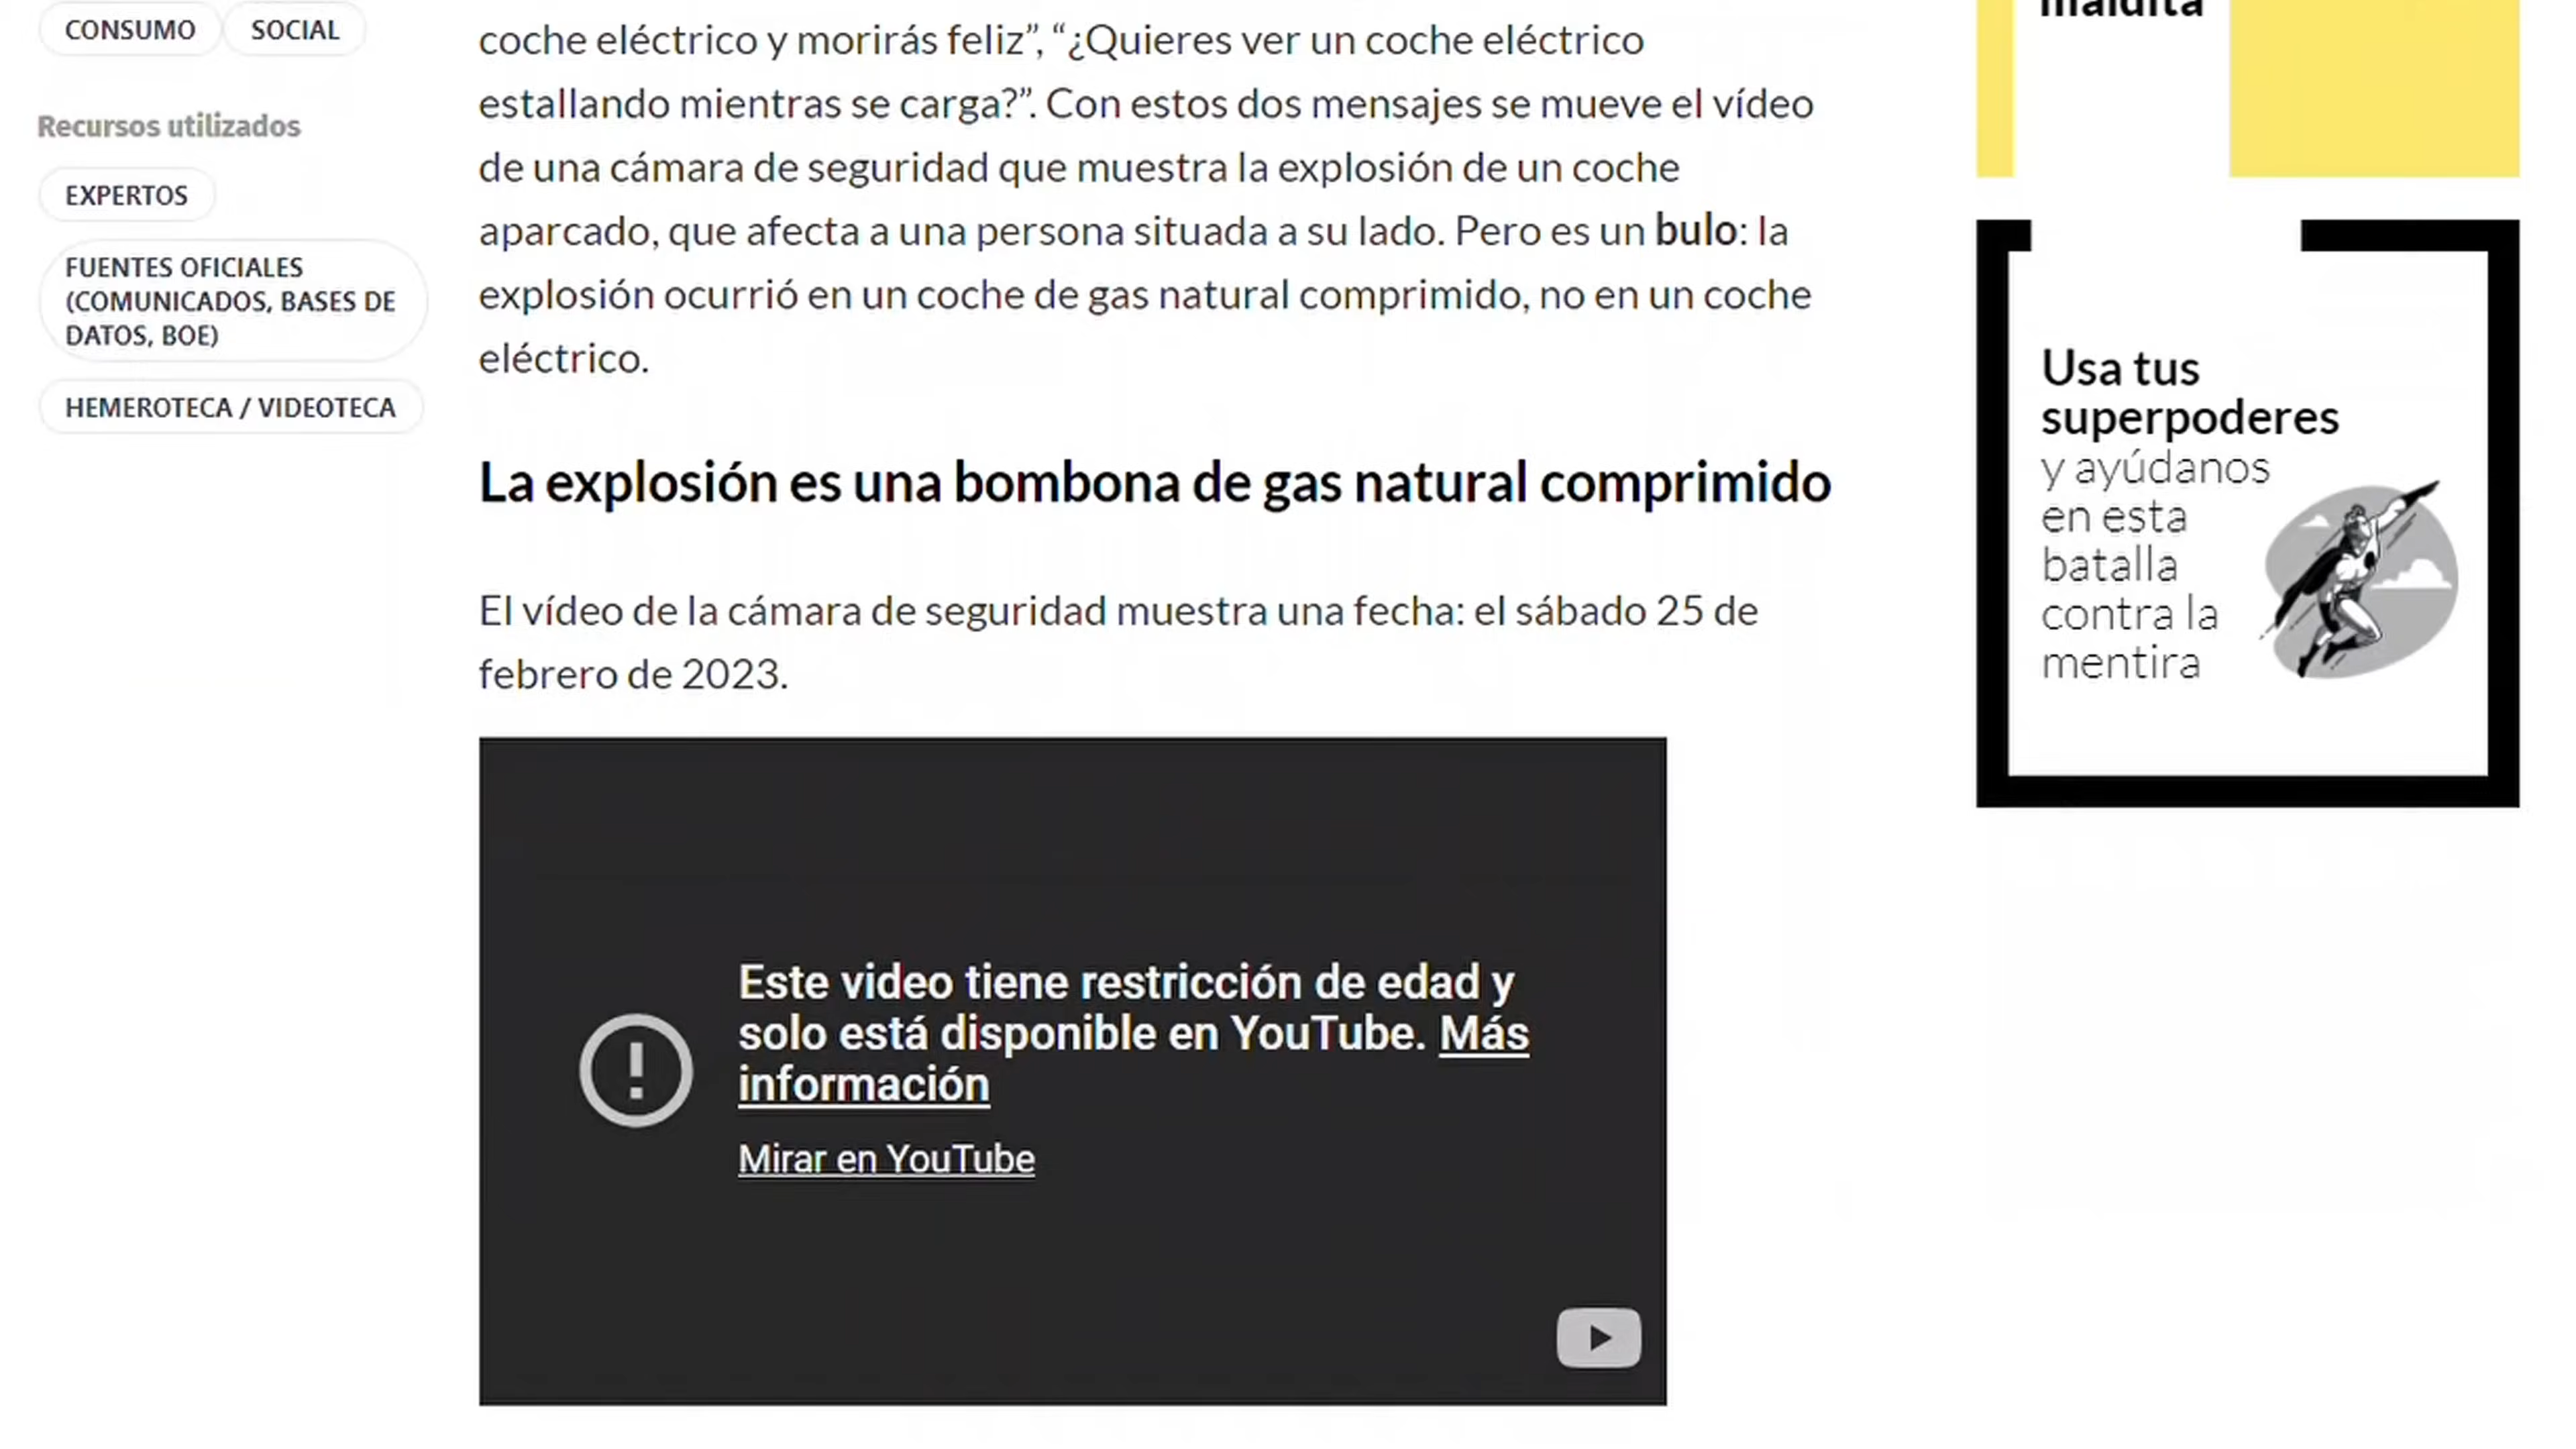 CONSUMO
SOCIAL
Recursos utilizados
EXPERTOS
FUENTES OFICIALES
(COMUNICADOS, BASES DE
DATOS, BOE)
HEMEROTECA / VIDEOTECA
coche eléctrico y morirás feliz”, “¿Quieres ver un coche eléctrico
estallando mientras se carga?”. Con estos dos mensajes se mueve el vídeo
de una cámara de seguridad que muestra la explosión de un coche
aparcado, que afecta a una persona situada a su lado. Pero es un bulo: la
explosión ocurrió en un coche de gas natural comprimido, no en un coche
eléctrico.
La explosión es una bombona de gas natural comprimido
El vídeo de la cámara de seguridad muestra una fecha: el sábado 25 de
febrero de 2023.
Este video tiene restricción de edad y
solo está disponible en YouTube. Más
información
Mirar en YouTube
maldita
Usa tus
superpoderes
y ayúdanos
en esta
batalla
contra la
mentira